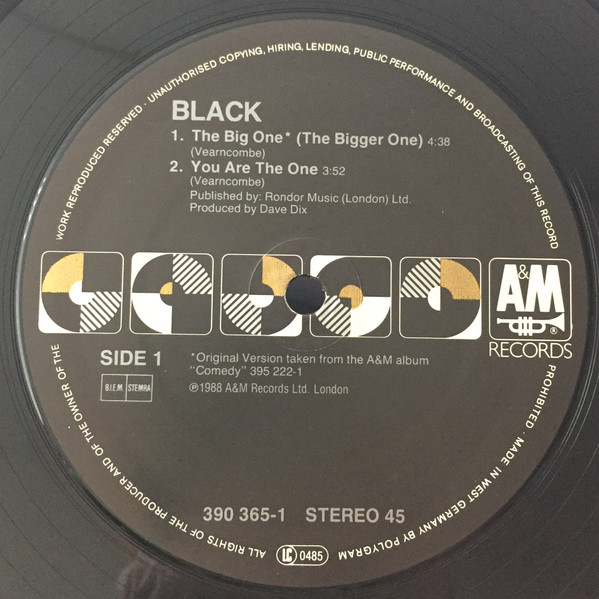 WORK REPRODUCED RESERVED · UNAUTHORISED COPYING, HIRING, LENDING, PUBLIC PERFORMANCE AND BROADCASTING OF THIS RECORD
BLACK
1. The Big One* (The Bigger One) 4:38
(Vearncombe)
2. You Are The One 3:52
(Vearncombe)
Published by: Rondor Music (London) Ltd.
Produced by Dave Dix
A&M
®
RECORDS
SIDE 1
*Original Version taken from the A&M album
"Comedy" 395 222-1
℗1988 A&M Records Ltd. London
B.I.E.M. STEMRA
390 365-1 STEREO 45
PROHIBITED · MADE IN WEST GERMANY BY POLYGRAM
LC 0485
ALL RIGHTS OF THE PRODUCER AND OF THE OWNER OF THE